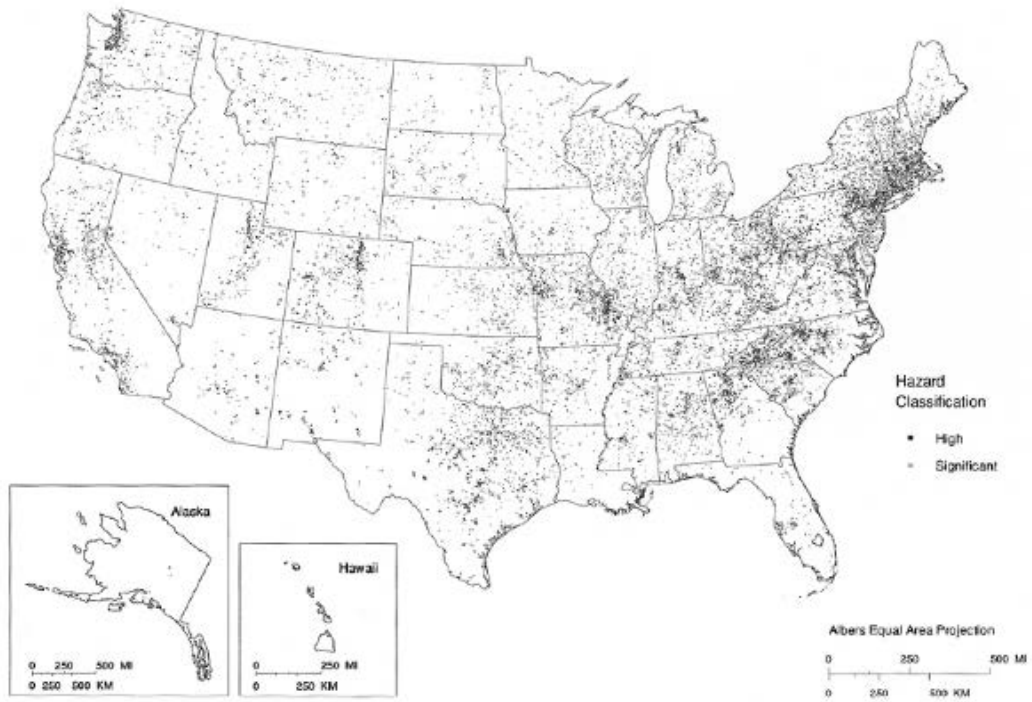 Hazard
Classification
High
Significant
Alaska
0 250 500 MI
0 250 500 KM
Hawaii
0 250 MI
0 250 KM
Albers Equal Area Projection
0 250 500 MI
0 250 500 KM